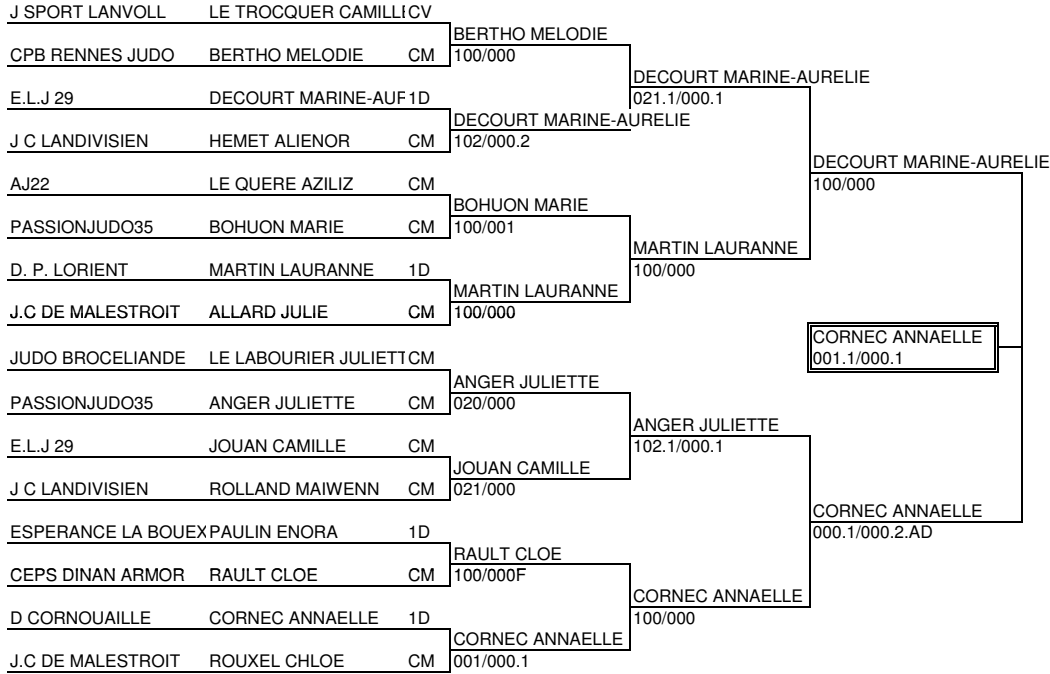 J SPORT LANVOLL LE TROCQUER CAMILLE CV
BERTHO MELODIE
CPB RENNES JUDO BERTHO MELODIE CM 100/000
DECOURT MARINE-AURELIE
E.L.J 29 DECOURT MARINE-AUR 1D 021.1/000.1
DECOURT MARINE-AURELIE
J C LANDIVISIEN HEMET ALIENOR CM 102/000.2
DECOURT MARINE-AURELIE
AJ22 LE QUERE AZILIZ CM 100/000
BOHUON MARIE
PASSIONJUDO35 BOHUON MARIE CM 100/001
MARTIN LAURANNE
D. P. LORIENT MARTIN LAURANNE 1D 100/000
MARTIN LAURANNE
J.C DE MALESTROIT ALLARD JULIE CM 100/000
CORNEC ANNAELLE
JUDO BROCELIANDE LE LABOURIER JULIETT CM 001.1/000.1
ANGER JULIETTE
PASSIONJUDO35 ANGER JULIETTE CM 020/000
ANGER JULIETTE
E.L.J 29 JOUAN CAMILLE CM 102.1/000.1
JOUAN CAMILLE
J C LANDIVISIEN ROLLAND MAIWENN CM 021/000
CORNEC ANNAELLE
ESPERANCE LA BOUEX PAULIN ENORA 1D 000.1/000.2.AD
RAULT CLOE
CEPS DINAN ARMOR RAULT CLOE CM 100/000F
CORNEC ANNAELLE
D CORNOUAILLE CORNEC ANNAELLE 1D 100/000
CORNEC ANNAELLE
J.C DE MALESTROIT ROUXEL CHLOE CM 001/000.1